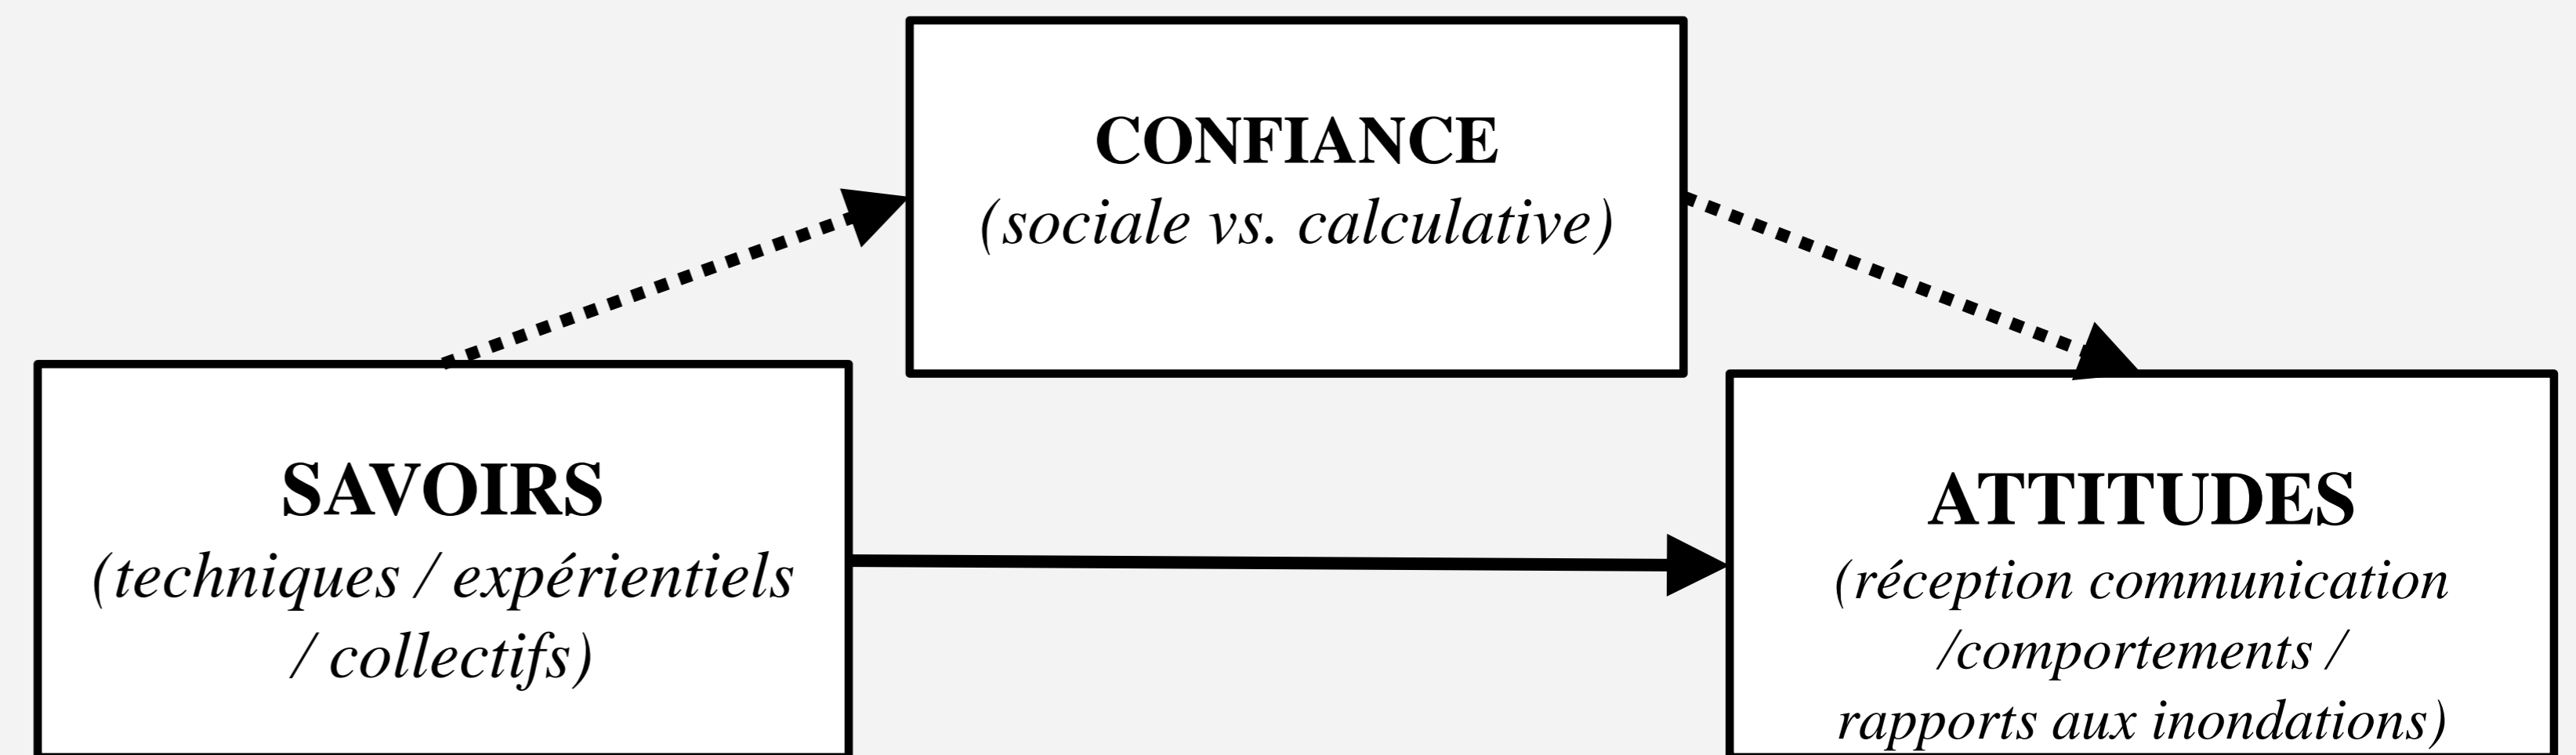 CONFIANCE
(sociale vs. calculative)
SAVOIRS
(techniques / expérientiels
/ collectifs)
ATTITUDES
(réception communication
/comportements /
rapports aux inondations)